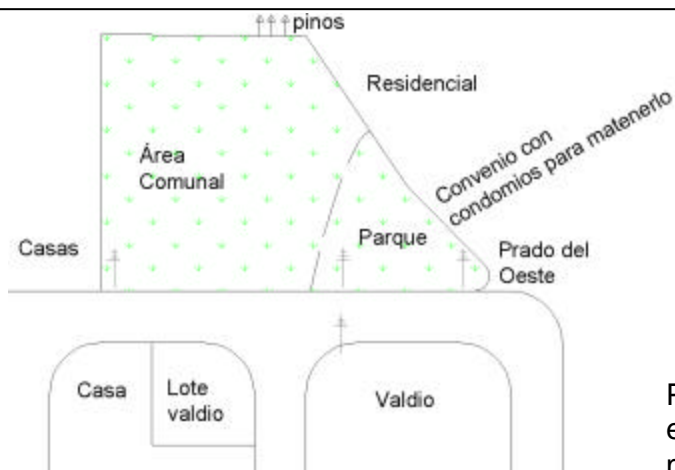 pinos
Residencial
Convenio con
condomios para matenerlo
Área
Comunal
Parque
Casas
Prado del
Oeste
Casa
Lote
valdio
Valdio